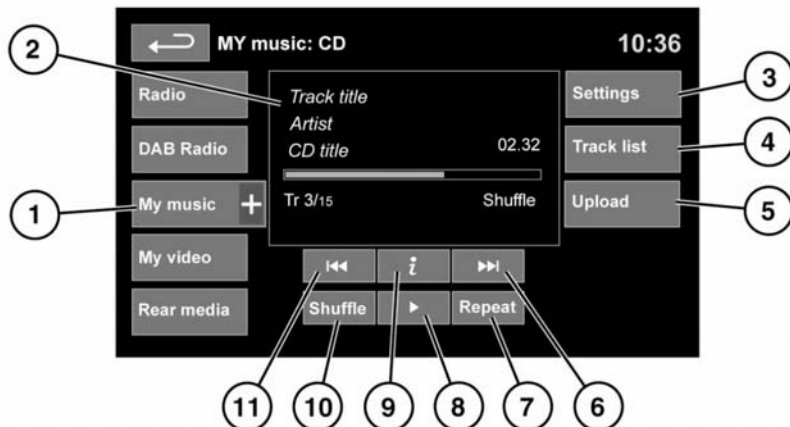 MY music: CD
10:36
2
Radio
DAB Radio
My music
My video
Rear media
Track title
Artist
CD title
02.32
Tr 3/15
Shuffle
Settings
Track list
Upload
3
4
5
1
i
Shuffle
Repeat
11
10
9
8
7
6